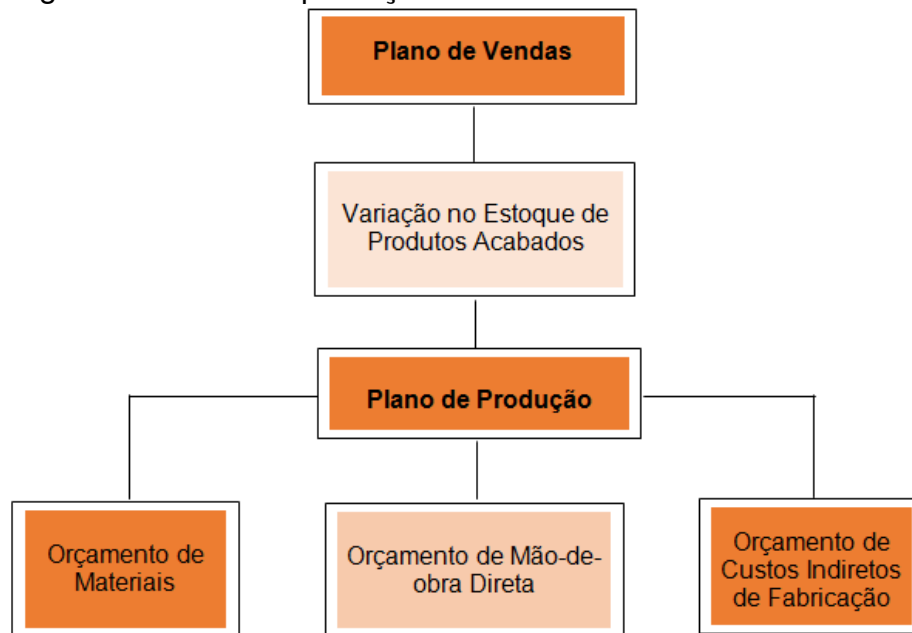 Plano de Vendas
Variação no Estoque de
Produtos Acabados
Plano de Produção
Orçamento de
Materiais
Orçamento de Mão-de-
obra Direta
Orçamento de
Custos Indiretos
de Fabricação